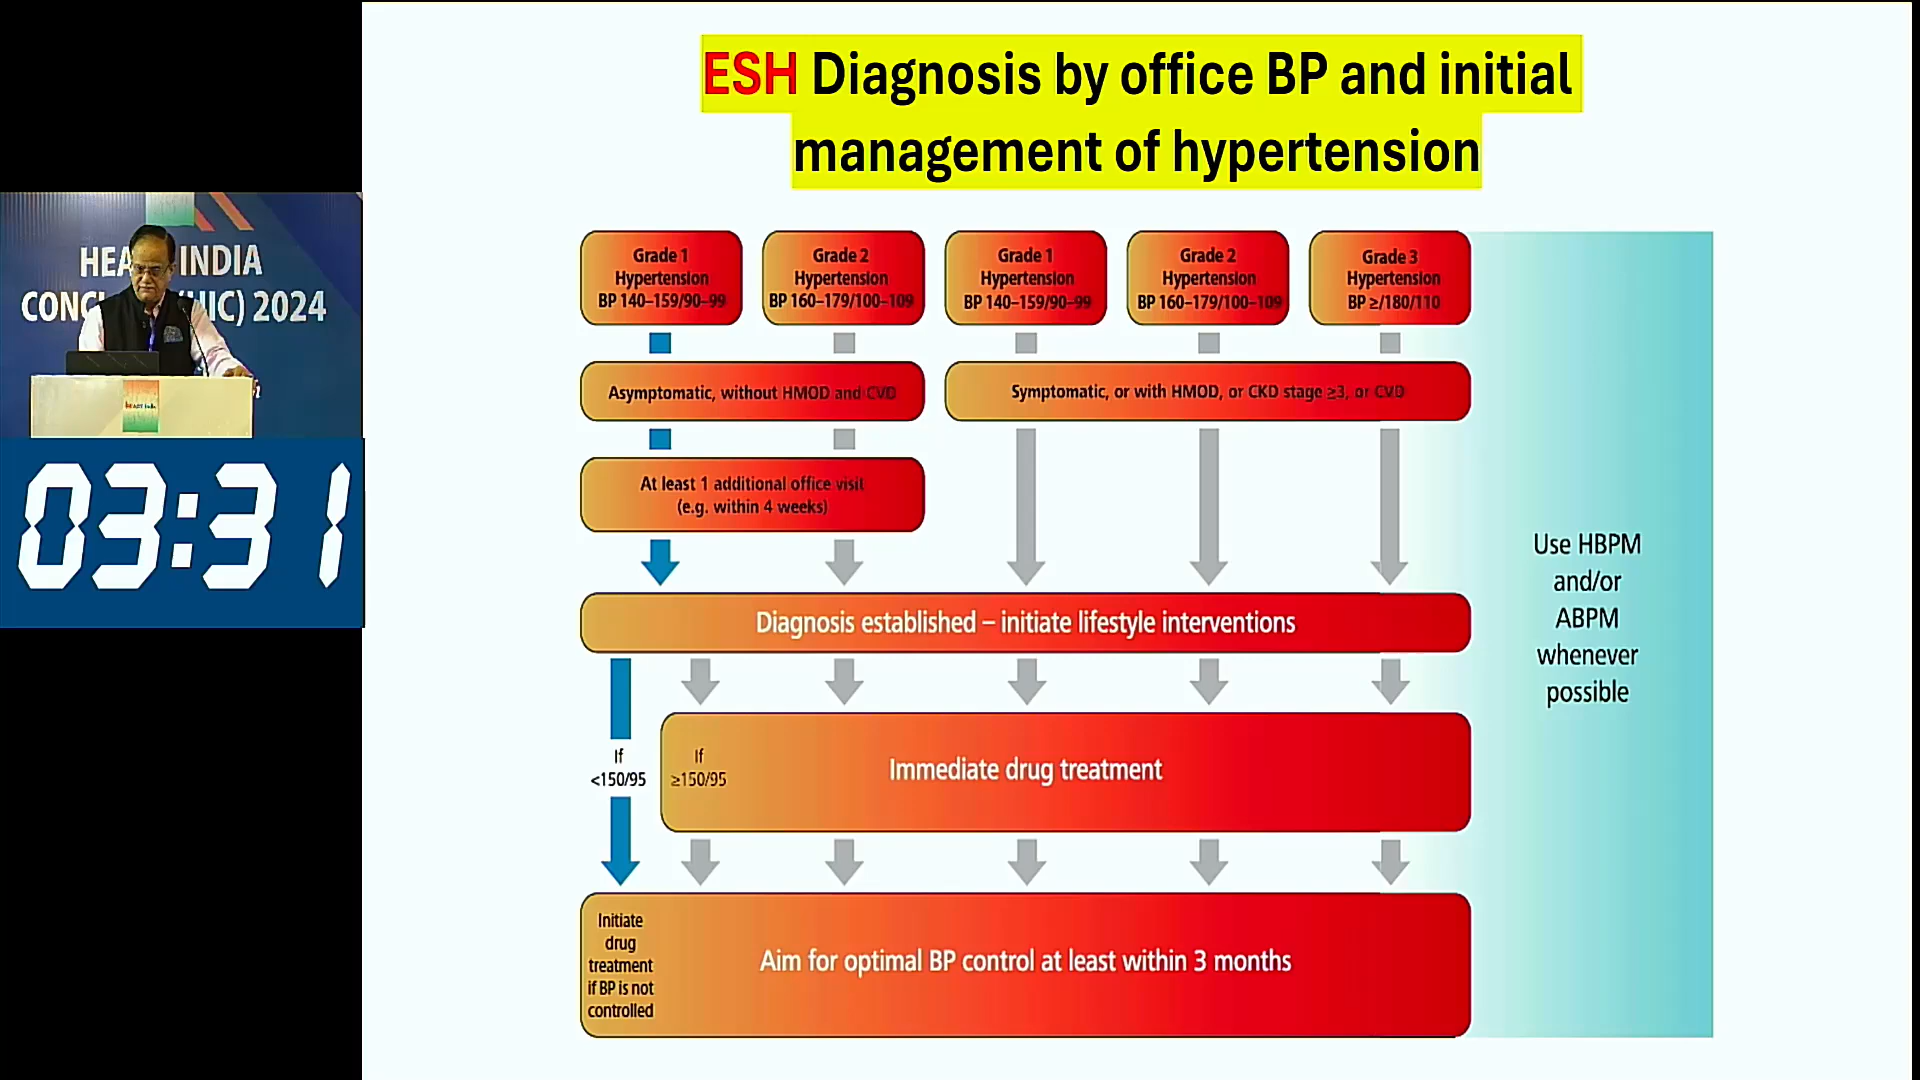 ESH Diagnosis by office BP and initial
management of hypertension
HEA INDIA
CONC (HIC) 2024
03:31
Grade 1
Hypertension
BP 140–159/90–99
Grade 2
Hypertension
BP 160–179/100–109
Grade 1
Hypertension
BP 140–159/90–99
Grade 2
Hypertension
BP 160–179/100–109
Grade 3
Hypertension
BP ≥/180/110
Asymptomatic, without HMOD and CVD
Symptomatic, or with HMOD, or CKD stage ≥3, or CVD
At least 1 additional office visit
(e.g. within 4 weeks)
Diagnosis established – initiate lifestyle interventions
If
<150/95
If
≥150/95
Immediate drug treatment
Initiate
drug
treatment
if BP is not
controlled
Aim for optimal BP control at least within 3 months
Use HBPM
and/or
ABPM
whenever
possible